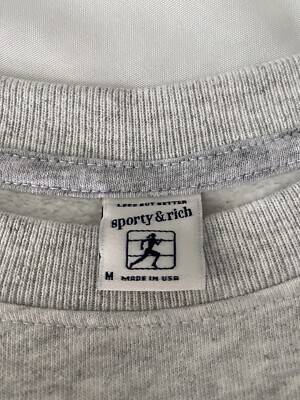 LESS BUT BETTER
sporty & rich
M MADE IN USA